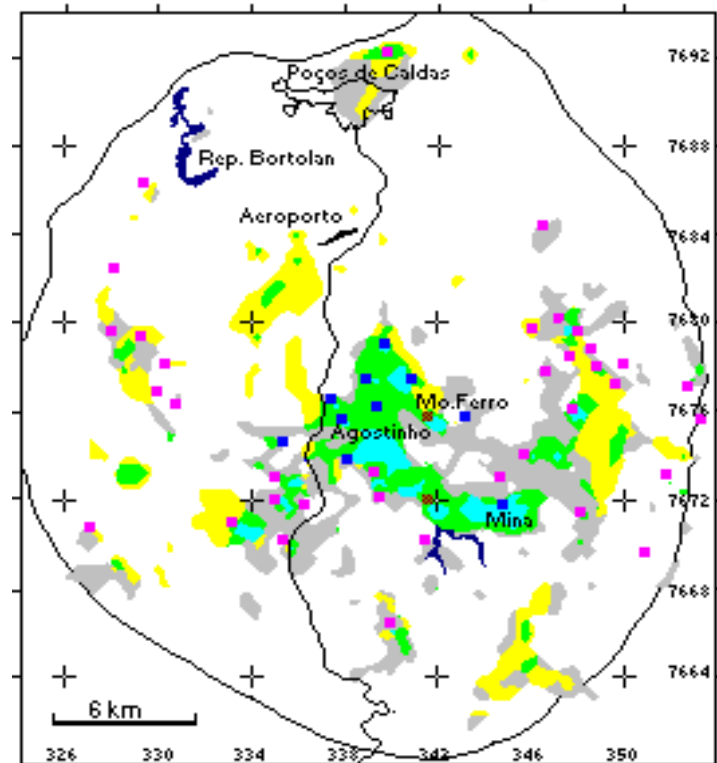 7692
Poços de Caldas
7688
Rep. Bortolan
Aeroporto
7684
7680
Mo.Ferro
7676
Agostinho
7672
Mina
7668
7664
6 km
326 330 334 338 342 346 350